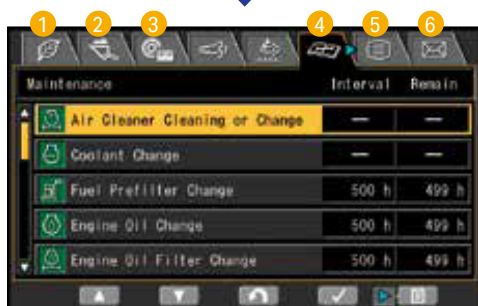 1 2 3 4 5 6
Maintenance Interval Remain
Air Cleaner Cleaning or Change — —
Coolant Change — —
Fuel Prefilter Change 500 h 499 h
Engine Oil Change 500 h 499 h
Engine Oil Filter Change 500 h 499 h